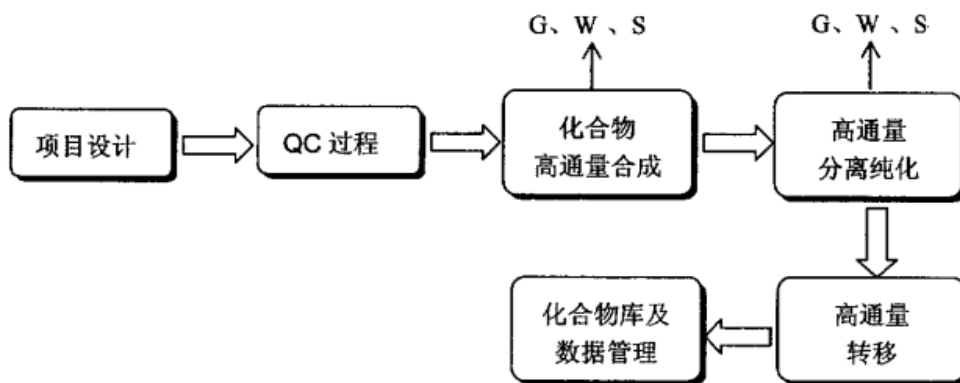 G、W、S
G、W、S
项目设计
QC 过程
化合物
高通量合成
高通量
分离纯化
化合物库及
数据管理
高通量
转移